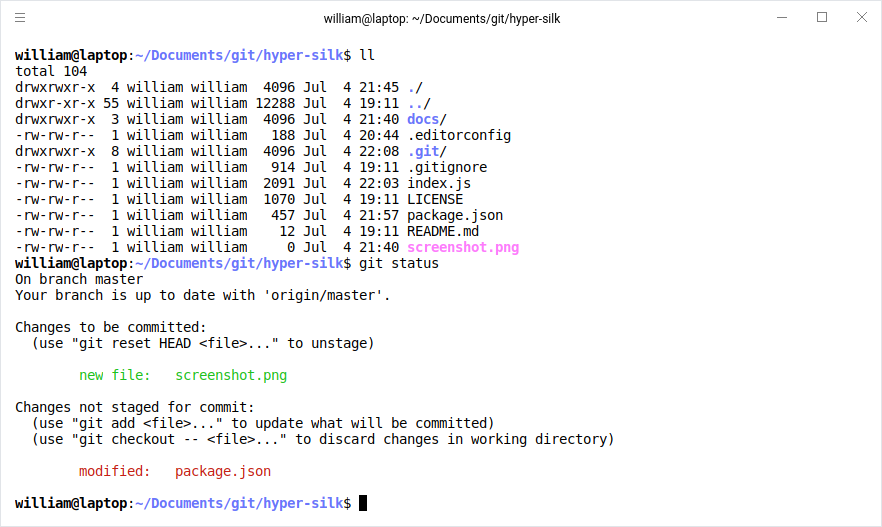 william@laptop: ~/Documents/git/hyper-silk
william@laptop:~/Documents/git/hyper-silk$ ll
total 104
drwxrwxr-x  4 william william  4096 Jul  4 21:45 ./
drwxr-xr-x 55 william william 12288 Jul  4 19:11 ../
drwxrwxr-x  3 william william  4096 Jul  4 21:40 docs/
-rw-rw-r--  1 william william   188 Jul  4 20:44 .editorconfig
drwxrwxr-x  8 william william  4096 Jul  4 22:08 .git/
-rw-rw-r--  1 william william   914 Jul  4 19:11 .gitignore
-rw-rw-r--  1 william william  2091 Jul  4 22:03 index.js
-rw-rw-r--  1 william william  1070 Jul  4 19:11 LICENSE
-rw-rw-r--  1 william william   457 Jul  4 21:57 package.json
-rw-rw-r--  1 william william    12 Jul  4 19:11 README.md
-rw-rw-r--  1 william william     0 Jul  4 21:40 screenshot.png
william@laptop:~/Documents/git/hyper-silk$ git status
On branch master
Your branch is up to date with 'origin/master'.
Changes to be committed:
  (use "git reset HEAD <file>..." to unstage)
        new file:   screenshot.png
Changes not staged for commit:
  (use "git add <file>..." to update what will be committed)
  (use "git checkout -- <file>..." to discard changes in working directory)
        modified:   package.json
william@laptop:~/Documents/git/hyper-silk$